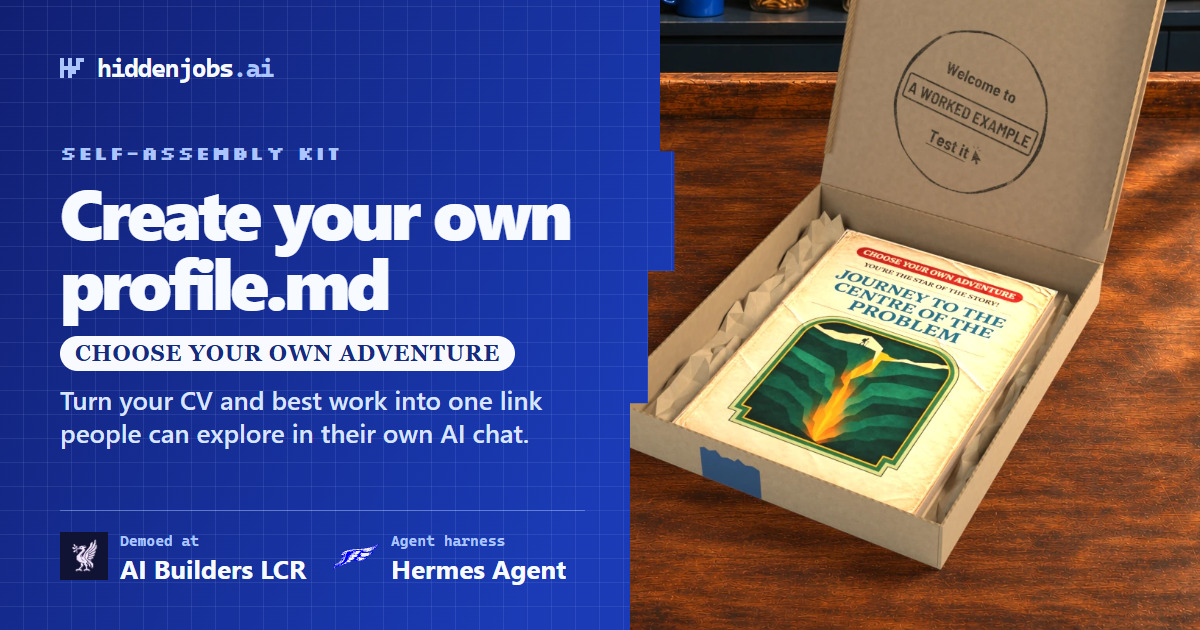 hiddenjobs.ai
SELF-ASSEMBLY KIT
Create your own
profile.md
CHOOSE YOUR OWN ADVENTURE
Turn your CV and best work into one link
people can explore in their own AI chat.
Demoed at
AI Builders LCR
Agent harness
Hermes Agent
Welcome to
A WORKED EXAMPLE
Test it
CHOOSE YOUR OWN ADVENTURE
YOU'RE THE STAR OF THE STORY!
JOURNEY TO THE
CENTRE OF THE
PROBLEM